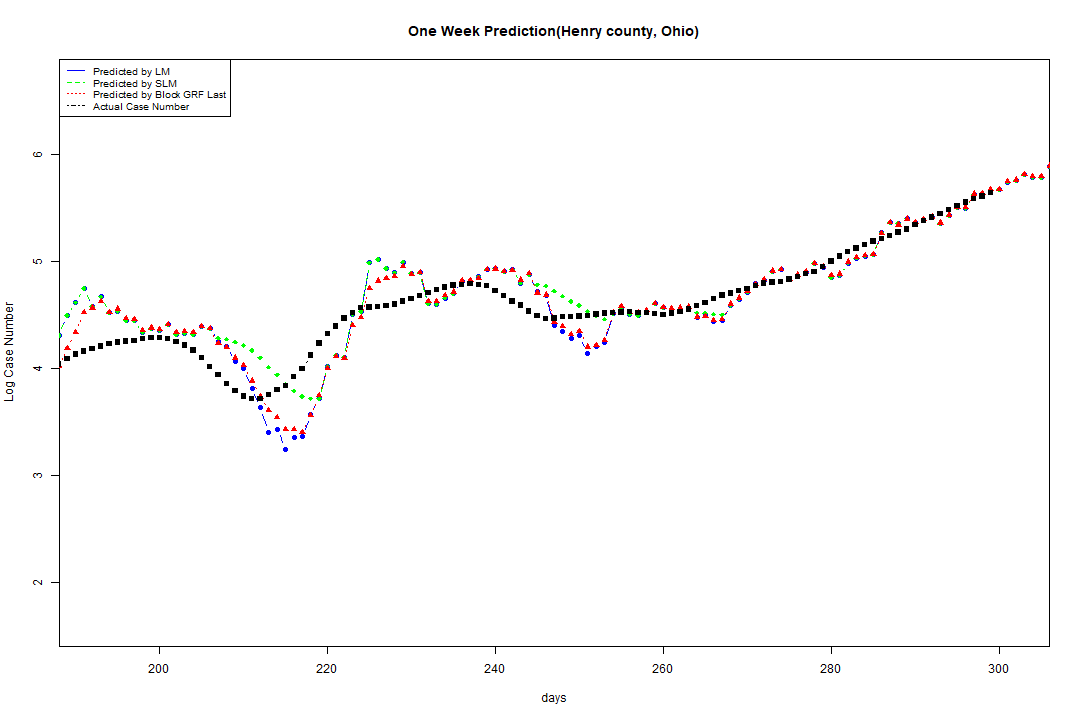 One Week Prediction(Henry county, Ohio)
Predicted by LM
Predicted by SLM
Predicted by Block GRF Last
Actual Case Number
6
5
4
3
2
Log Case Number
200 220 240 260 280 300
days